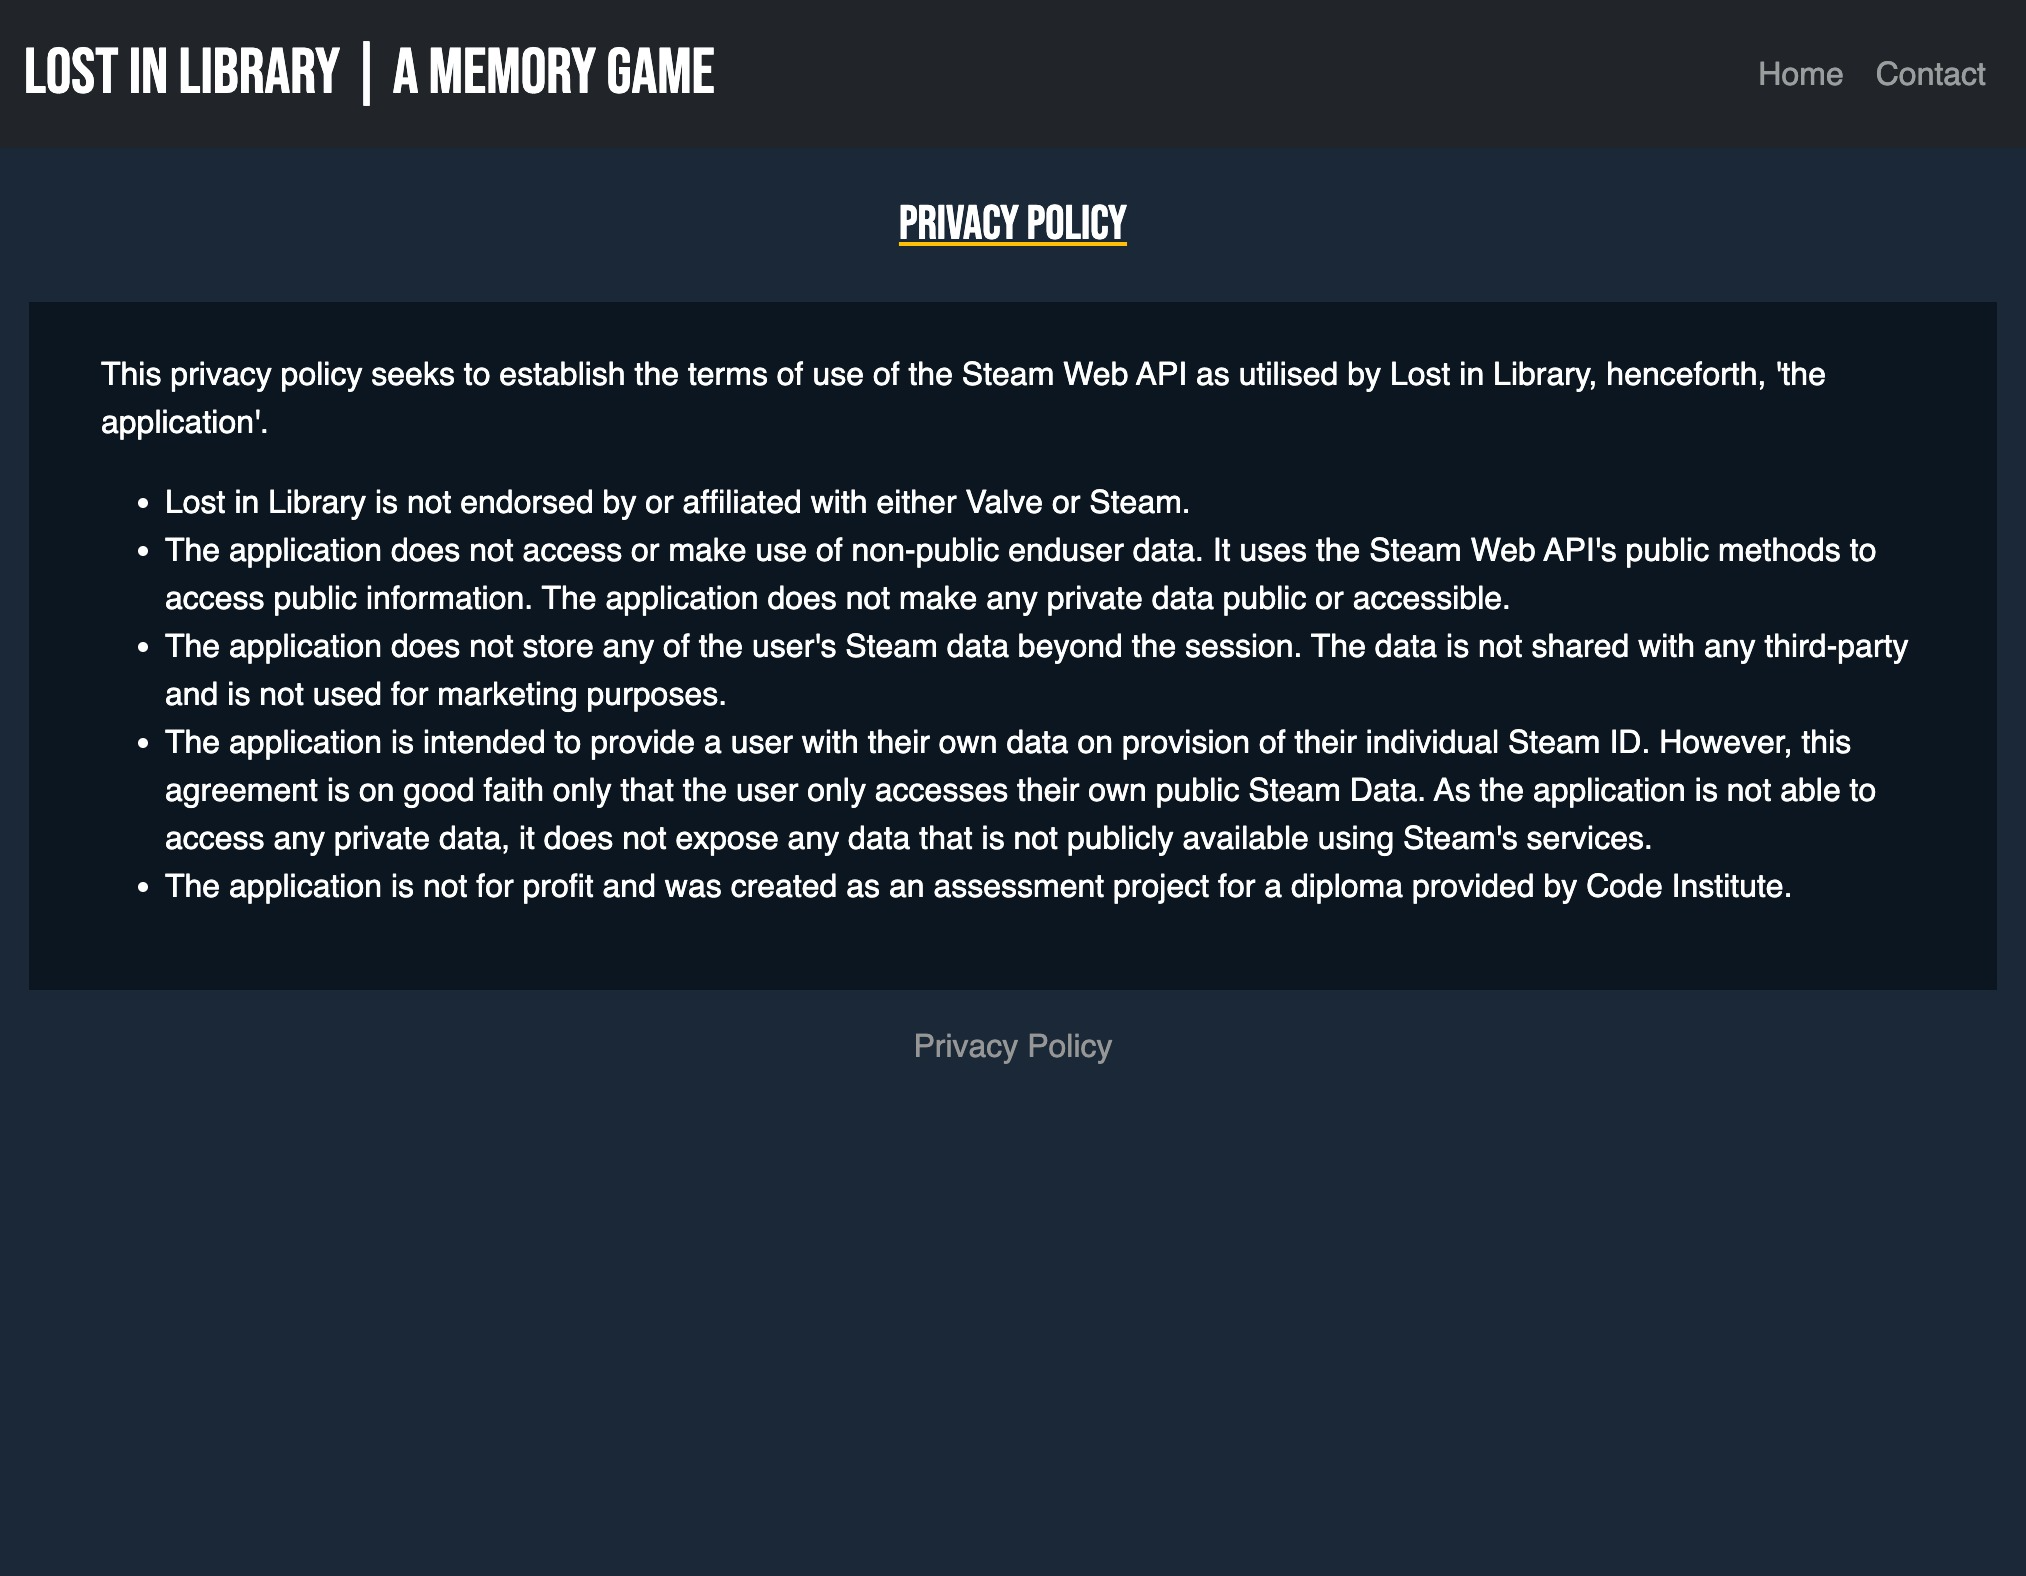 LOST IN LIBRARY | A MEMORY GAME
Home
Contact
PRIVACY POLICY
This privacy policy seeks to establish the terms of use of the Steam Web API as utilised by Lost in Library, henceforth, 'the
application'.
• Lost in Library is not endorsed by or affiliated with either Valve or Steam.
• The application does not access or make use of non-public enduser data. It uses the Steam Web API's public methods to
access public information. The application does not make any private data public or accessible.
• The application does not store any of the user's Steam data beyond the session. The data is not shared with any third-party
and is not used for marketing purposes.
• The application is intended to provide a user with their own data on provision of their individual Steam ID. However, this
agreement is on good faith only that the user only accesses their own public Steam Data. As the application is not able to
access any private data, it does not expose any data that is not publicly available using Steam's services.
• The application is not for profit and was created as an assessment project for a diploma provided by Code Institute.
Privacy Policy